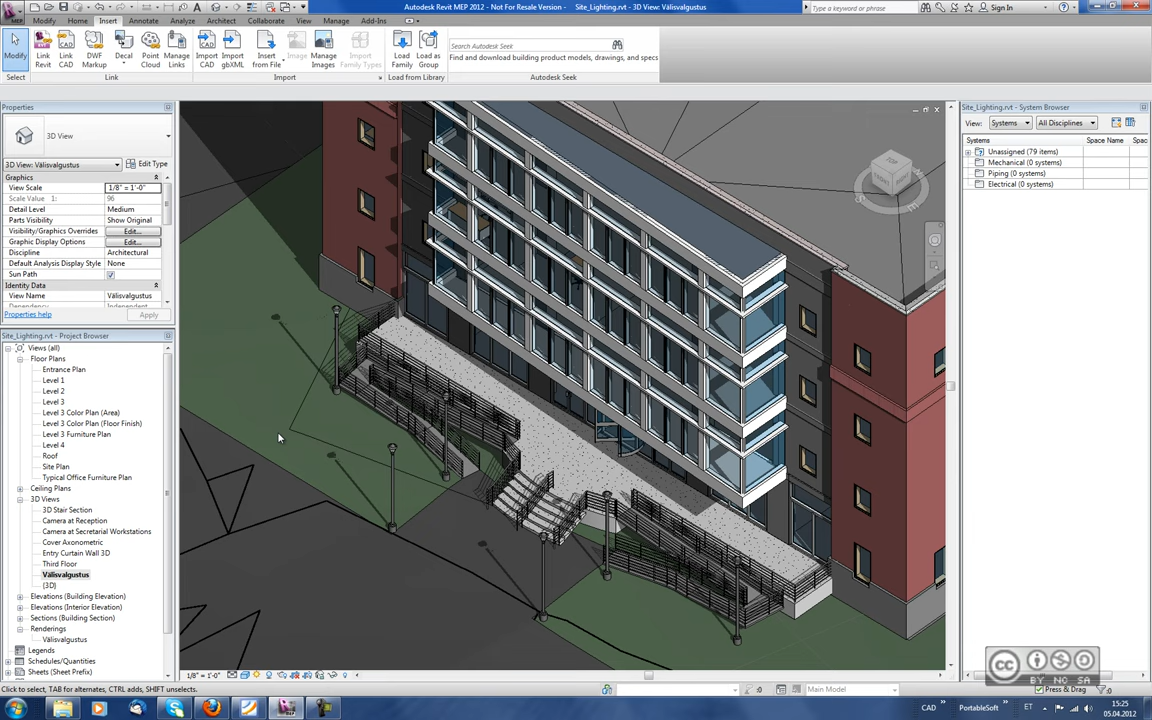 Autodesk Revit MEP 2012 - Not For Resale Version - Site_Lighting.rvt - 3D View: Välisvalgustus
Type a keyword or phrase
Sign In
MEP
Modify Home Insert Annotate Analyze Architect Collaborate View Manage Add-Ins
Modify
Link Revit
Link CAD
DWF Markup
Decal
Point Cloud
Manage Links
Import CAD
Import gbXML
Insert from File
Image
Manage Images
Import Family Types
Load Family
Load as Group
Search Autodesk Seek
Find and download building product models, drawings, and specs
Select Link Import Load from Library Autodesk Seek
Properties
3D View
3D View: Välisvalgustus Edit Type
Graphics
View Scale 1/8" = 1'-0"
Scale Value 1: 96
Detail Level Medium
Parts Visibility Show Original
Visibility/Graphics Overrides Edit...
Graphic Display Options Edit...
Discipline Architectural
Default Analysis Display Style None
Sun Path
Identity Data
View Name Välisvalgustus
Dependency Independent
Properties help Apply
Site_Lighting.rvt - Project Browser
Views (all)
Floor Plans
Entrance Plan
Level 1
Level 2
Level 3
Level 3 Color Plan (Area)
Level 3 Color Plan (Floor Finish)
Level 3 Furniture Plan
Level 4
Roof
Site Plan
Typical Office Furniture Plan
Ceiling Plans
3D Views
3D Stair Section
Camera at Reception
Camera at Secretarial Workstations
Cover Axonometric
Entry Curtain Wall 3D
Third Floor
Välisvalgustus
{3D}
Elevations (Building Elevation)
Elevations (Interior Elevation)
Sections (Building Section)
Renderings
Välisvalgustus
Legends
Schedules/Quantities
Sheets (Sheet Prefix)
TOP
Site_Lighting.rvt - System Browser
View: Systems All Disciplines
Systems Space Name Space Nu
Unassigned (79 items)
Mechanical (0 systems)
Piping (0 systems)
Electrical (0 systems)
1/8" = 1'-0"
Click to select, TAB for alternates, CTRL adds, SHIFT unselects.
:0 Main Model
Press & Drag :0
cc
BY NC SA
CAD PortableSoft ET
15:25
05.04.2012